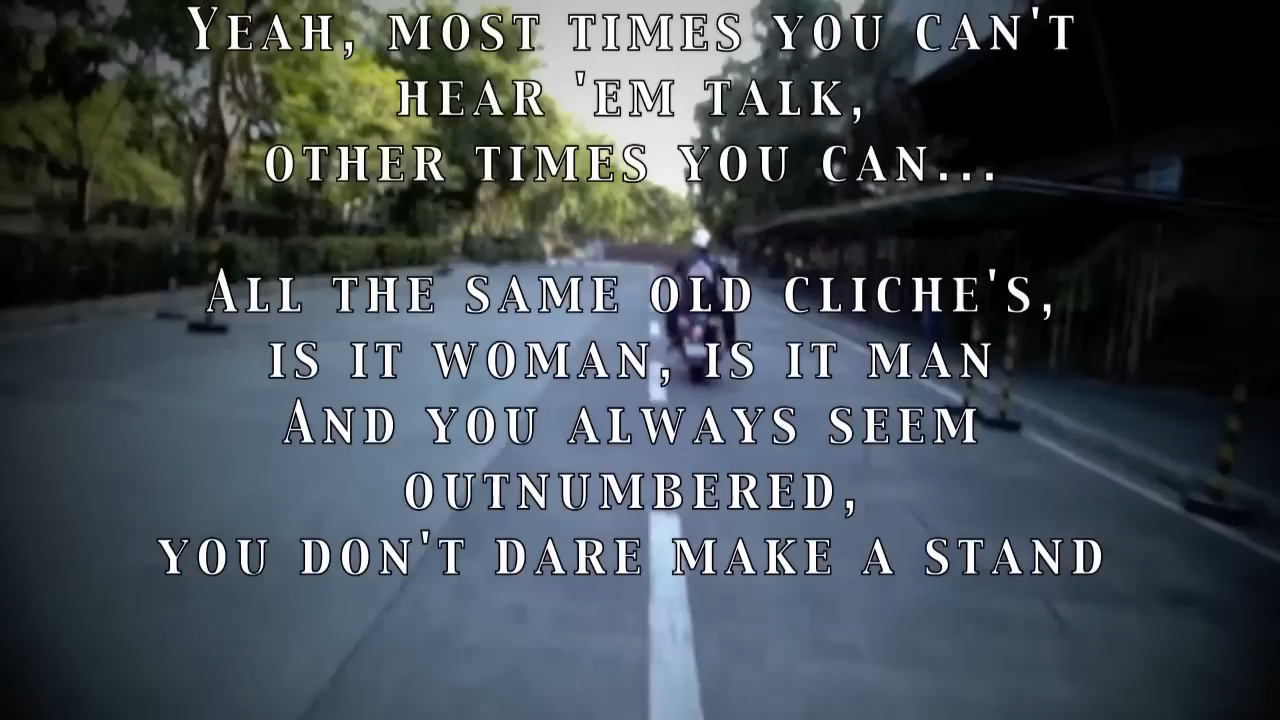 Yeah, most times you can't
hear 'em talk,
other times you can...
All the same old cliche's,
is it woman, is it man
And you always seem
outnumbered,
you don't dare make a stand